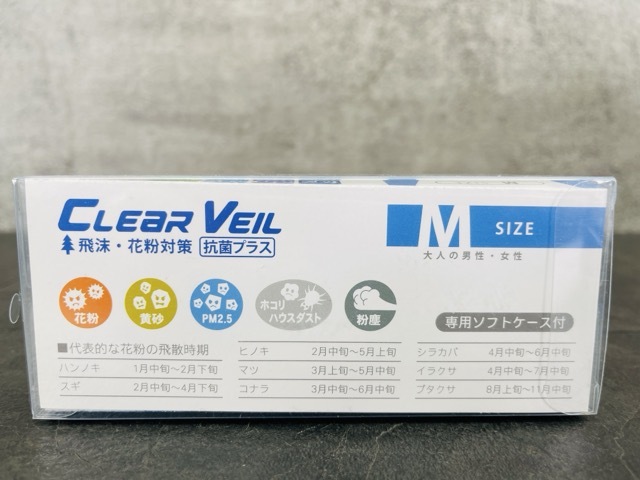 CLEAR VEIL
飛沫・花粉対策 抗菌プラス
M SIZE
大人の男性・女性
花粉
黄砂
PM2.5
ホコリ
ハウスダスト
粉塵
専用ソフトケース付
■代表的な花粉の飛散時期
ハンノキ 1月中旬〜2月下旬
スギ 2月中旬〜4月下旬
ヒノキ 2月中旬〜5月上旬
マツ 3月上旬〜5月中旬
コナラ 3月中旬〜6月中旬
シラカバ 4月中旬〜6月中旬
イラクサ 4月中旬〜7月中旬
ブタクサ 8月上旬〜11月中旬